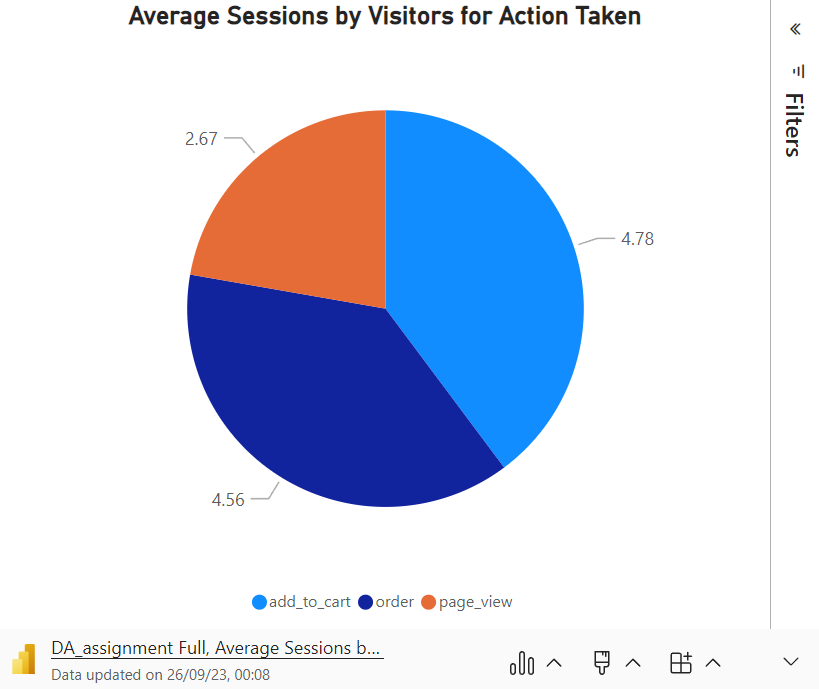 Average Sessions by Visitors for Action Taken
Filters
2.67
4.78
4.56
add_to_cart order page_view
DA_assignment Full, Average Sessions b...
Data updated on 26/09/23, 00:08